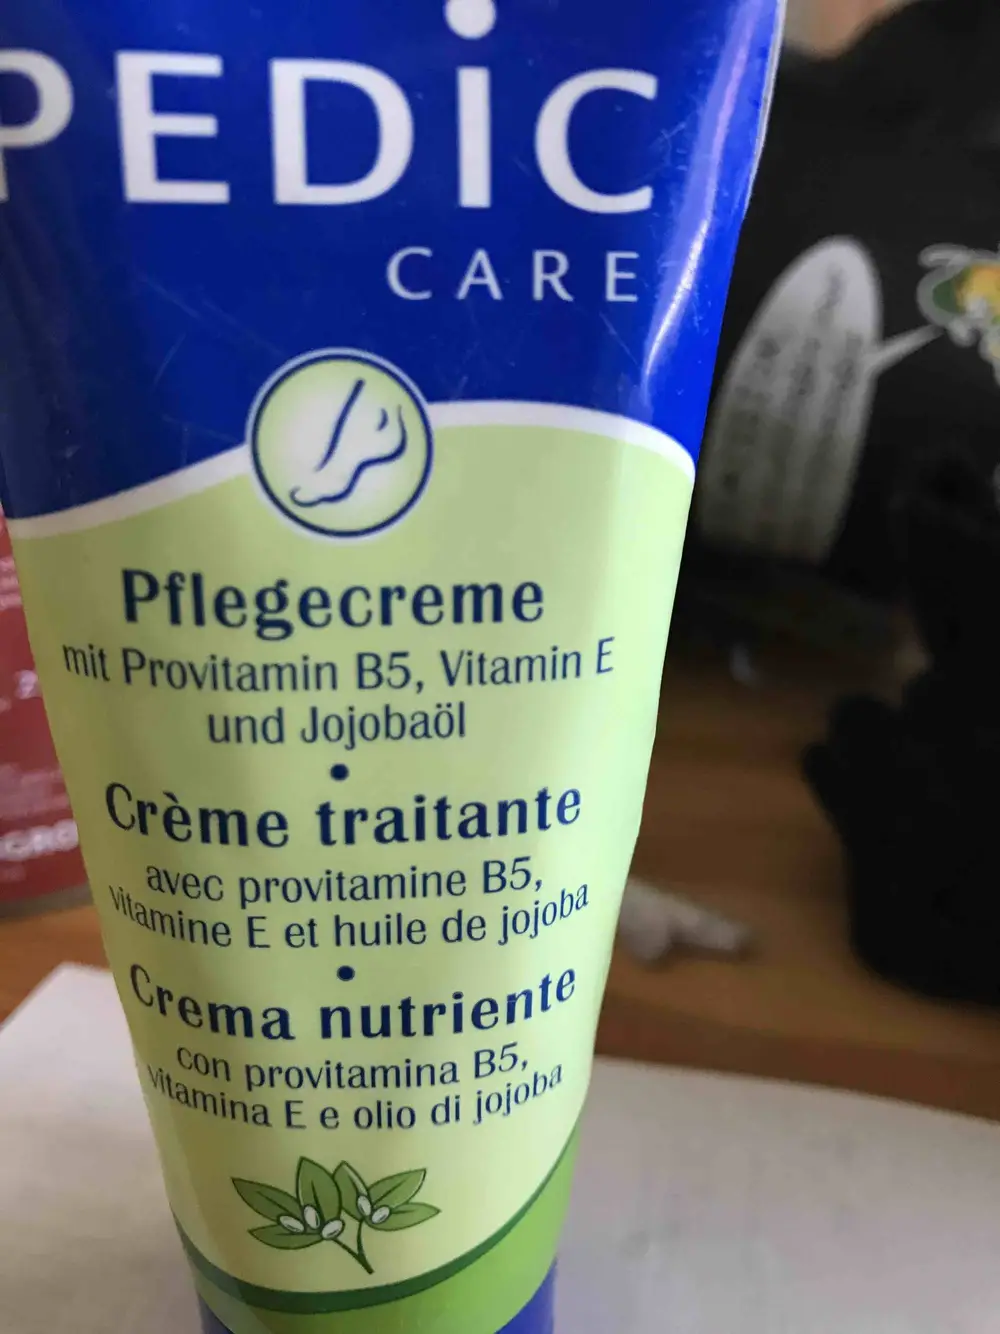 PEDiC
CARE
Pflegecreme
mit Provitamin B5, Vitamin E
und Jojobaöl
•
Crème traitante
avec provitamine B5,
vitamine E et huile de jojoba
•
Crema nutriente
con provitamina B5,
vitamina E e olio di jojoba